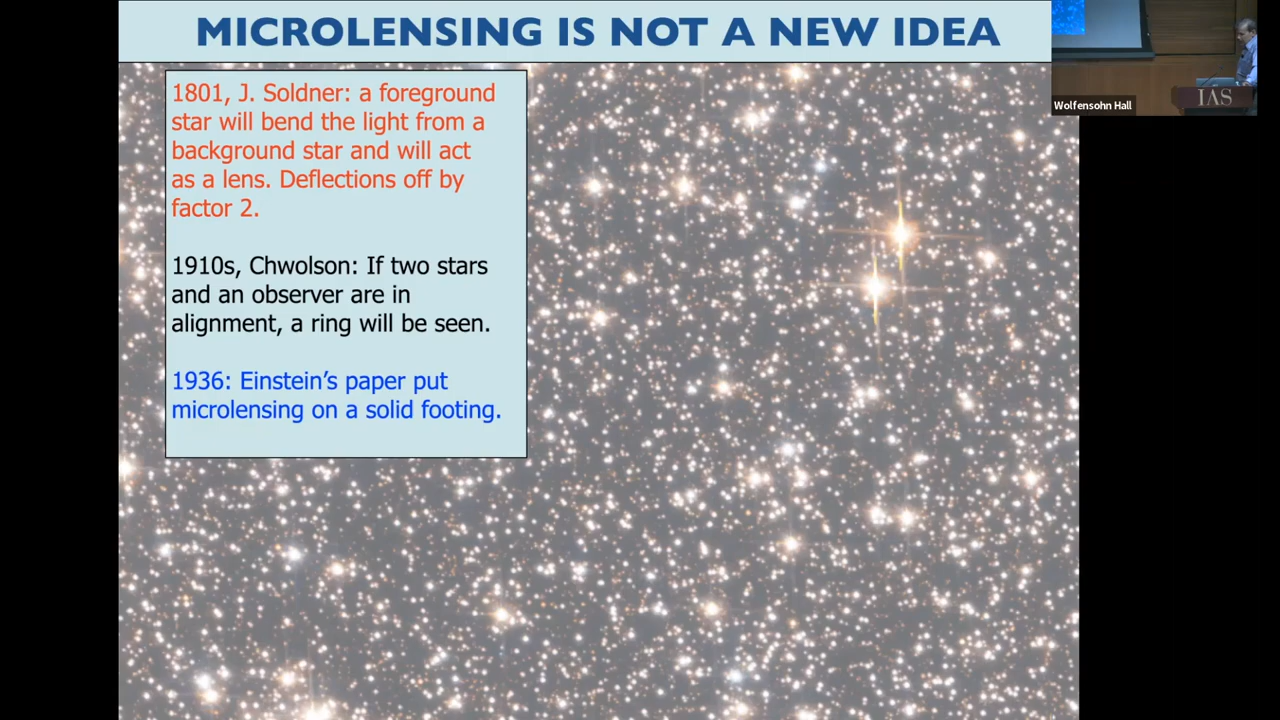 MICROLENSING IS NOT A NEW IDEA
1801, J. Soldner: a foreground
star will bend the light from a
background star and will act
as a lens. Deflections off by
factor 2.
1910s, Chwolson: If two stars
and an observer are in
alignment, a ring will be seen.
1936: Einstein’s paper put
microlensing on a solid footing.
Wolfensohn Hall
IAS